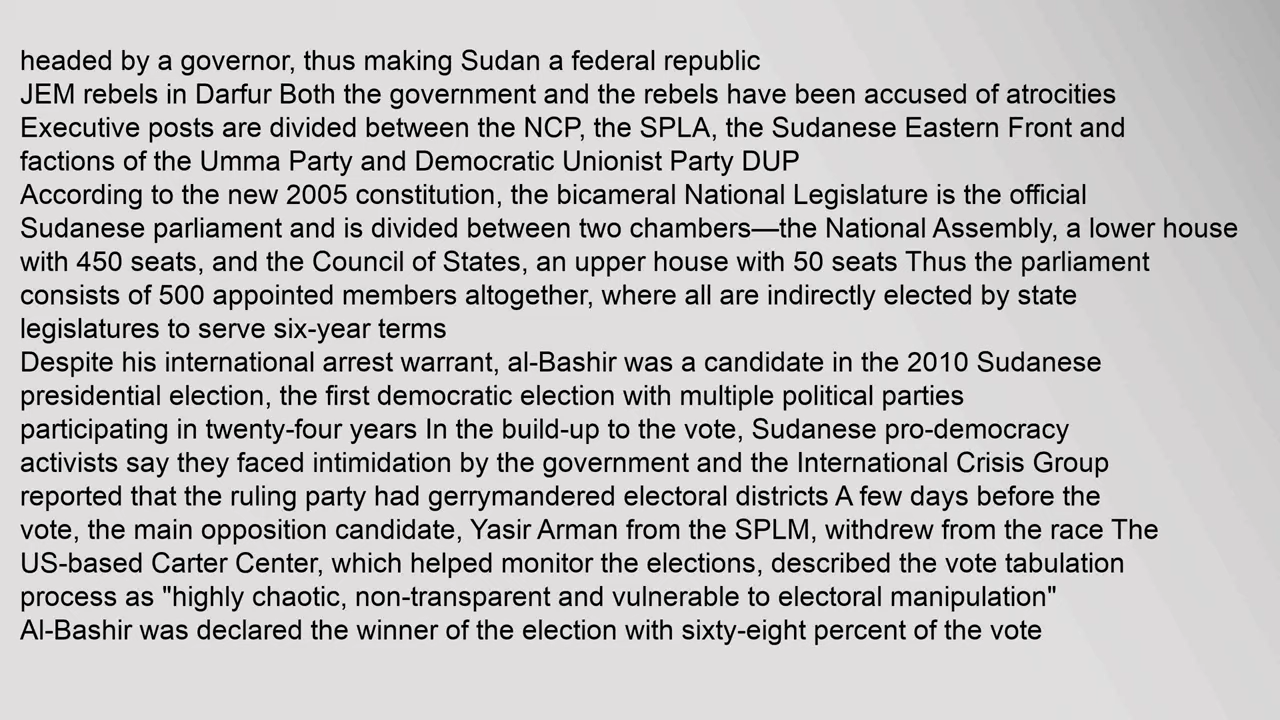 headed by a governor, thus making Sudan a federal republic
JEM rebels in Darfur Both the government and the rebels have been accused of atrocities
Executive posts are divided between the NCP, the SPLA, the Sudanese Eastern Front and
factions of the Umma Party and Democratic Unionist Party DUP
According to the new 2005 constitution, the bicameral National Legislature is the official
Sudanese parliament and is divided between two chambers—the National Assembly, a lower house
with 450 seats, and the Council of States, an upper house with 50 seats Thus the parliament
consists of 500 appointed members altogether, where all are indirectly elected by state
legislatures to serve six-year terms
Despite his international arrest warrant, al-Bashir was a candidate in the 2010 Sudanese
presidential election, the first democratic election with multiple political parties
participating in twenty-four years In the build-up to the vote, Sudanese pro-democracy
activists say they faced intimidation by the government and the International Crisis Group
reported that the ruling party had gerrymandered electoral districts A few days before the
vote, the main opposition candidate, Yasir Arman from the SPLM, withdrew from the race The
US-based Carter Center, which helped monitor the elections, described the vote tabulation
process as "highly chaotic, non-transparent and vulnerable to electoral manipulation"
Al-Bashir was declared the winner of the election with sixty-eight percent of the vote